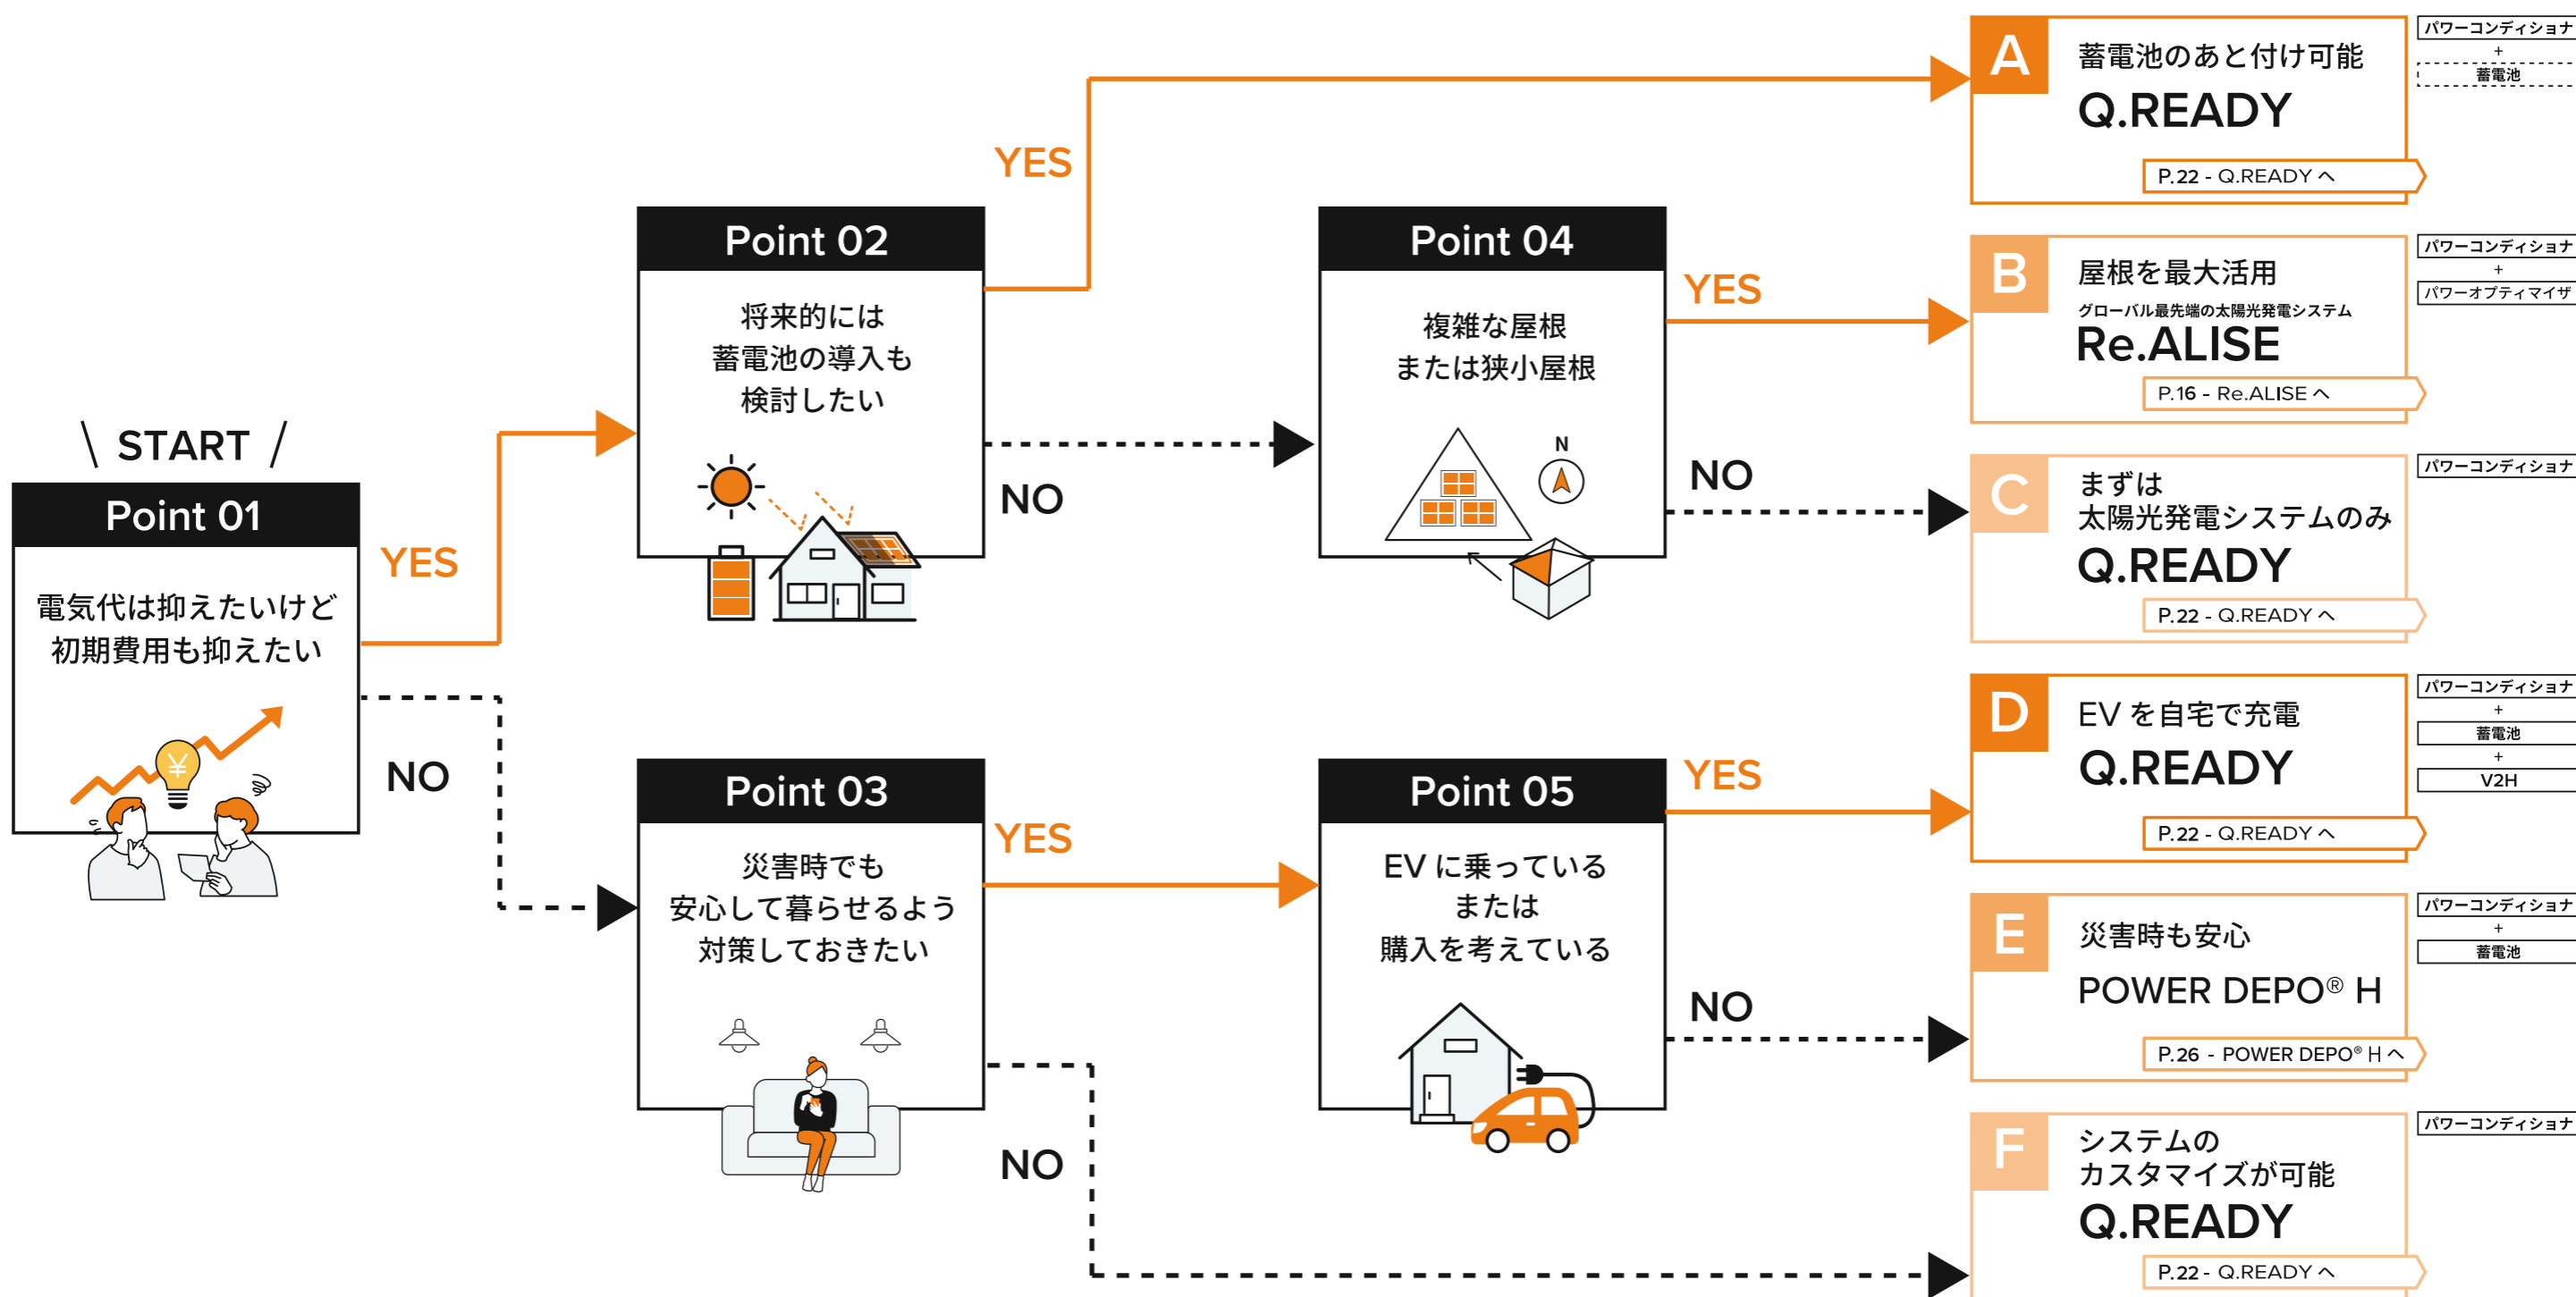 \ START /
Point 01
電気代は抑えたいけど
初期費用も抑えたい
¥
YES
NO
Point 02
将来的には
蓄電池の導入も
検討したい
YES
NO
Point 03
災害時でも
安心して暮らせるよう
対策しておきたい
YES
NO
Point 04
複雑な屋根
または狭小屋根
N
YES
NO
Point 05
EV に乗っている
または
購入を考えている
YES
NO
A
蓄電池のあと付け可能
Q.READY
P.22 - Q.READY へ
パワーコンディショナ
+
蓄電池
B
屋根を最大活用
グローバル最先端の太陽光発電システム
Re.ALISE
P.16 - Re.ALISE へ
パワーコンディショナ
+
パワーオプティマイザ
C
まずは
太陽光発電システムのみ
Q.READY
P.22 - Q.READY へ
パワーコンディショナ
D
EV を自宅で充電
Q.READY
P.22 - Q.READY へ
パワーコンディショナ
+
蓄電池
+
V2H
E
災害時も安心
POWER DEPO® H
P.26 - POWER DEPO® H へ
パワーコンディショナ
+
蓄電池
F
システムの
カスタマイズが可能
Q.READY
P.22 - Q.READY へ
パワーコンディショナ